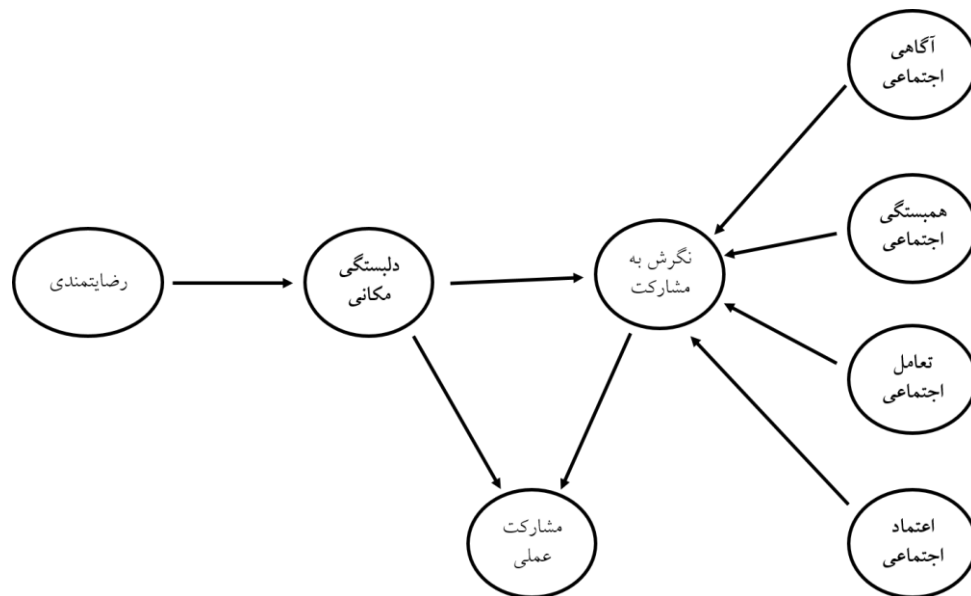 آگاهی
اجتماعی
همبستگی
اجتماعی
نگرش به
مشارکت
دلبستگی
مکانی
رضایتمندی
تعامل
اجتماعی
مشارکت
عملی
اعتماد
اجتماعی